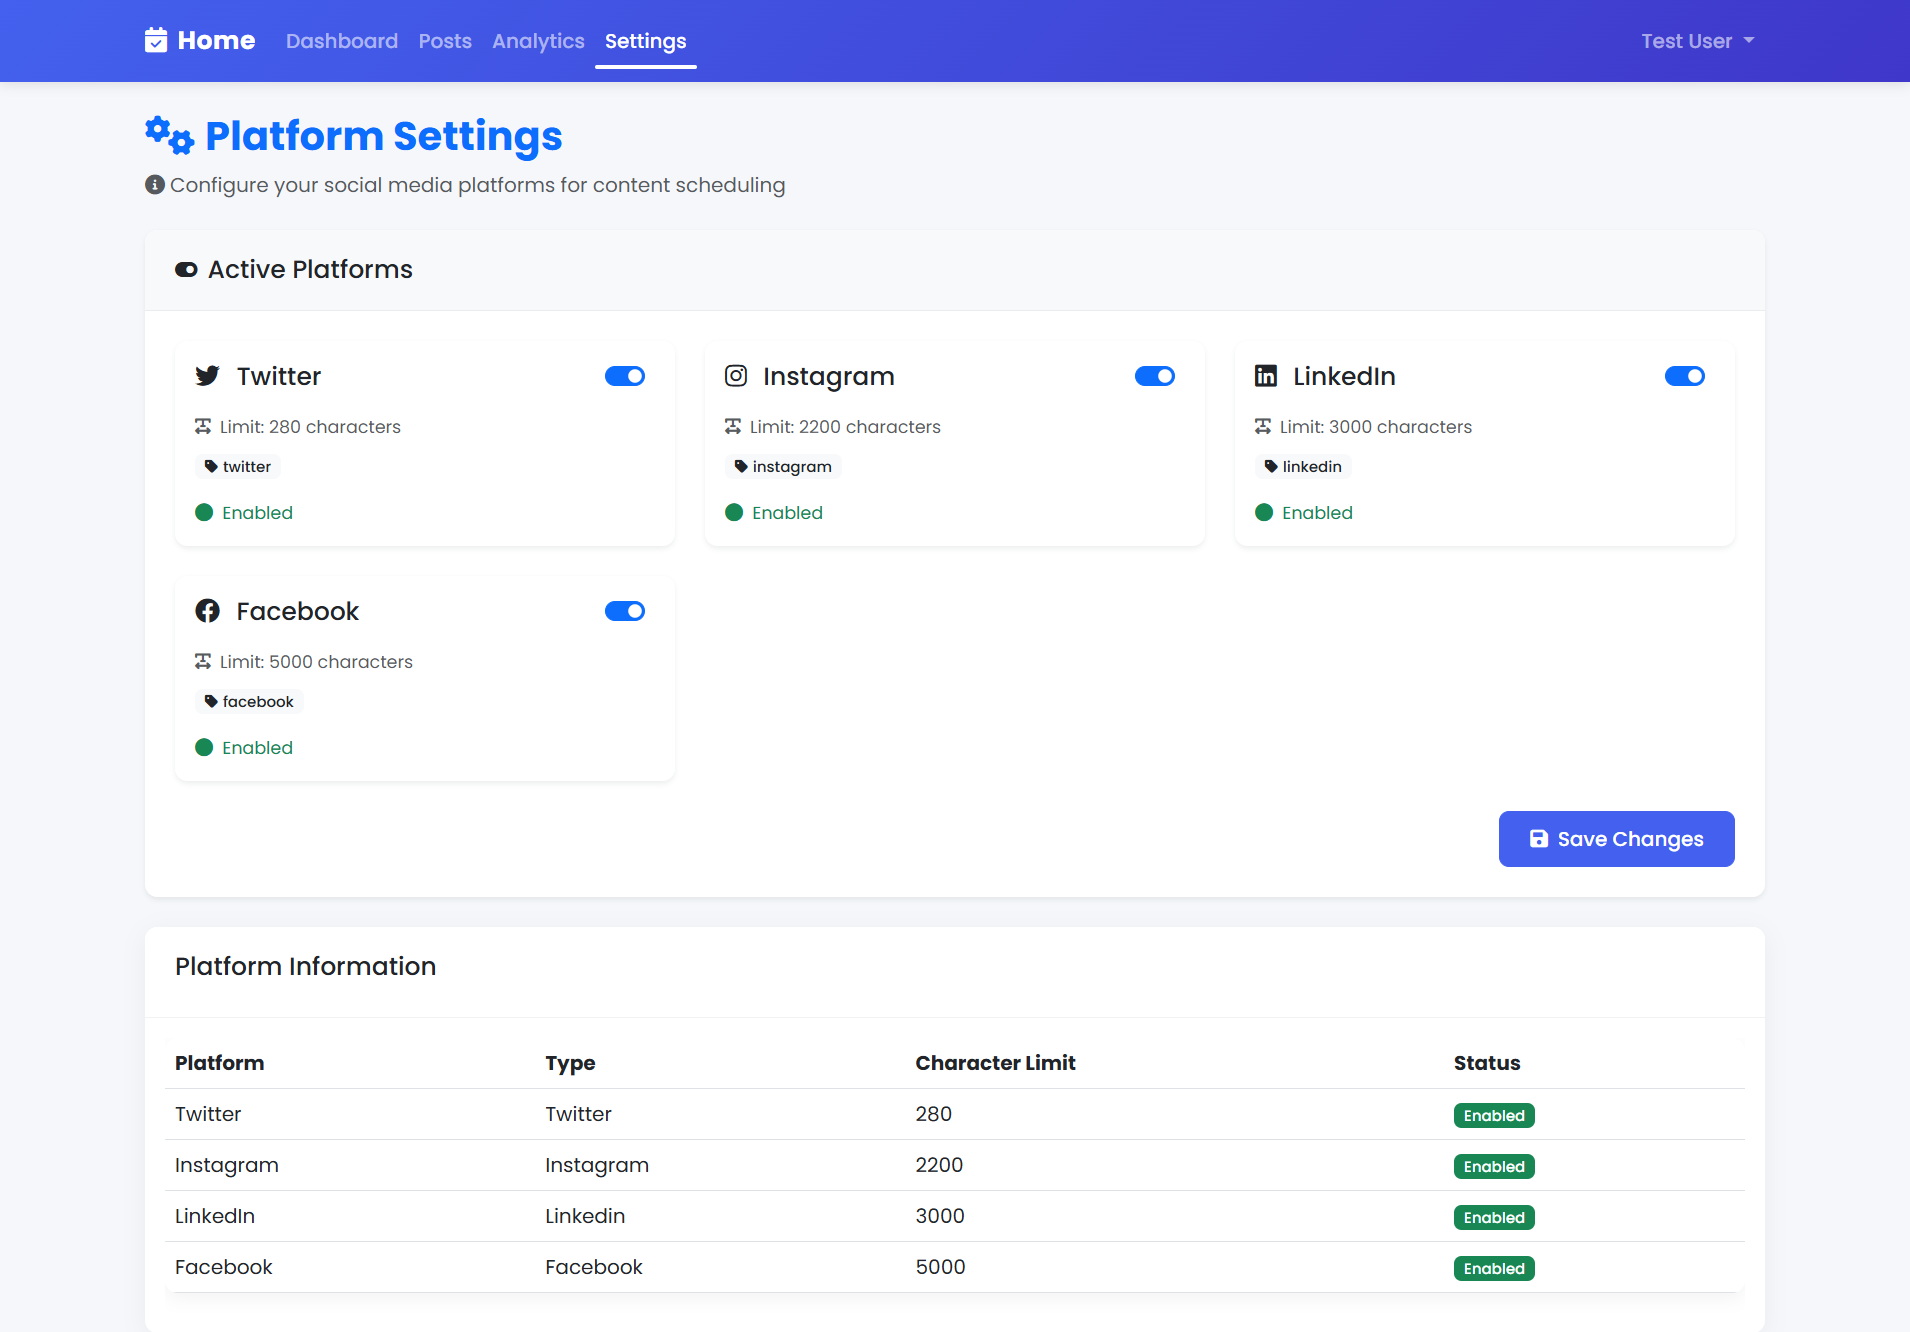 Home Dashboard Posts Analytics Settings Test User
Platform Settings
Configure your social media platforms for content scheduling
Active Platforms
Twitter
Limit: 280 characters
twitter
Enabled
Instagram
Limit: 2200 characters
instagram
Enabled
LinkedIn
Limit: 3000 characters
linkedin
Enabled
Facebook
Limit: 5000 characters
facebook
Enabled
Save Changes
Platform Information
Platform Type Character Limit Status
Twitter Twitter 280 Enabled
Instagram Instagram 2200 Enabled
LinkedIn Linkedin 3000 Enabled
Facebook Facebook 5000 Enabled